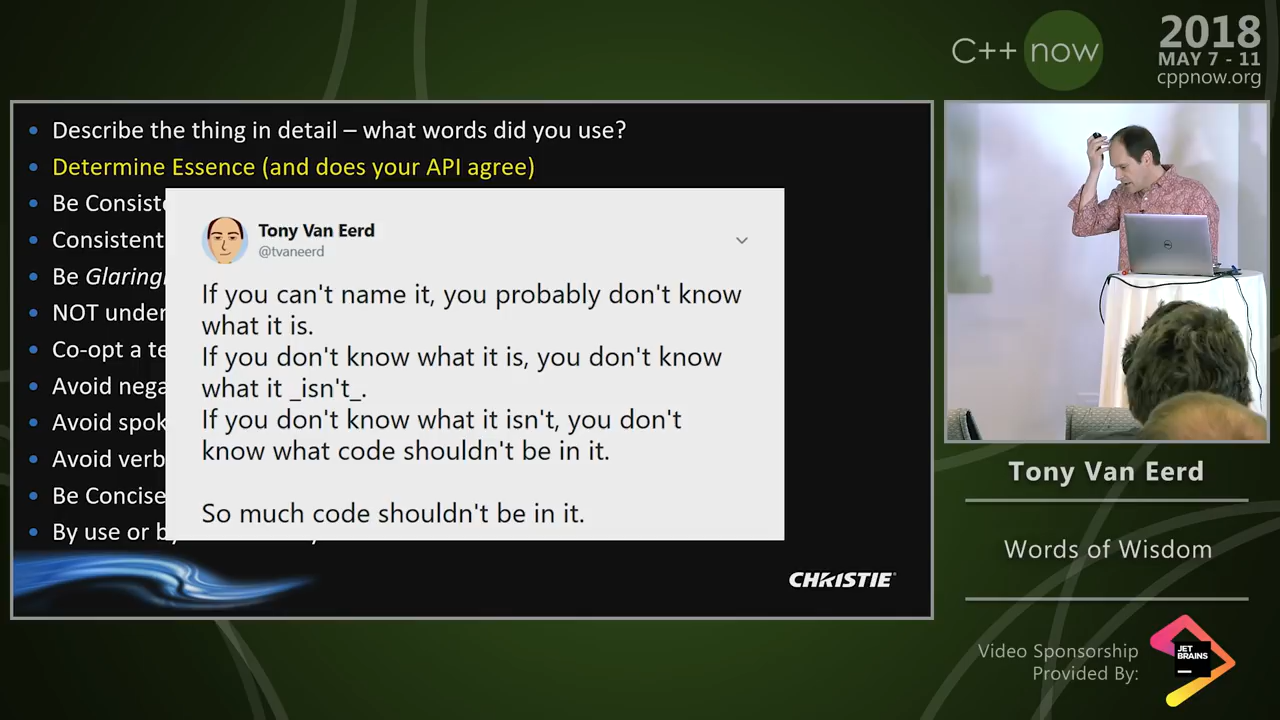 C++ now
2018
MAY 7 - 11
cppnow.org
Describe the thing in detail – what words did you use?
Determine Essence (and does your API agree)
Be Consiste
Consistent
Be Glaring
NOT under
Co-opt a te
Avoid nega
Avoid spok
Avoid verb
Be Concise
By use or b
Tony Van Eerd
@tvaneerd
If you can't name it, you probably don't know
what it is.
If you don't know what it is, you don't know
what it _isn't_.
If you don't know what it isn't, you don't
know what code shouldn't be in it.
So much code shouldn't be in it.
CHRISTIE
Tony Van Eerd
Words of Wisdom
Video Sponsorship
Provided By:
JET
BRAINS